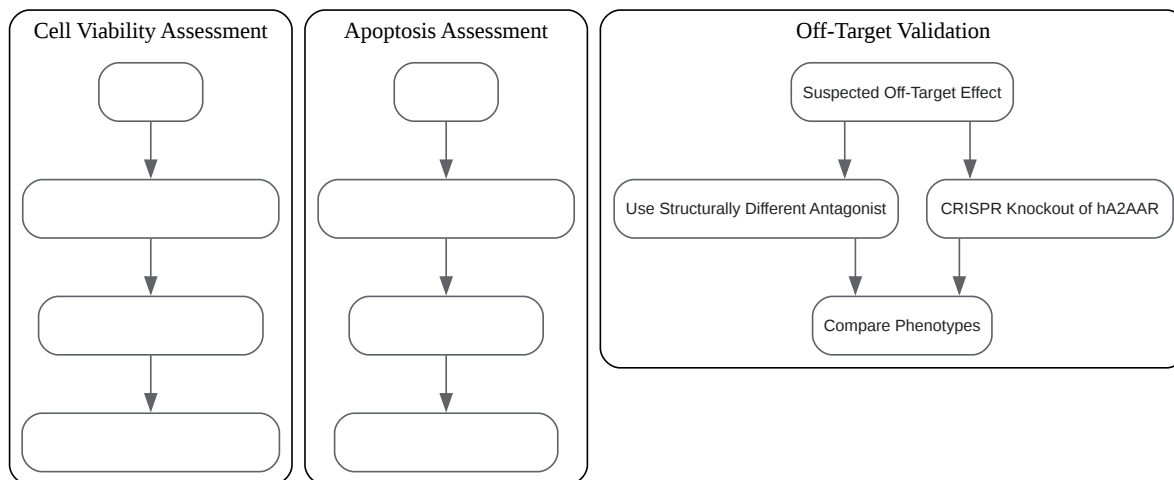 Cell Viability Assessment
Apoptosis Assessment
Off-Target Validation
Suspected Off-Target Effect
Use Structurally Different Antagonist
CRISPR Knockout of hA2AAR
Compare Phenotypes